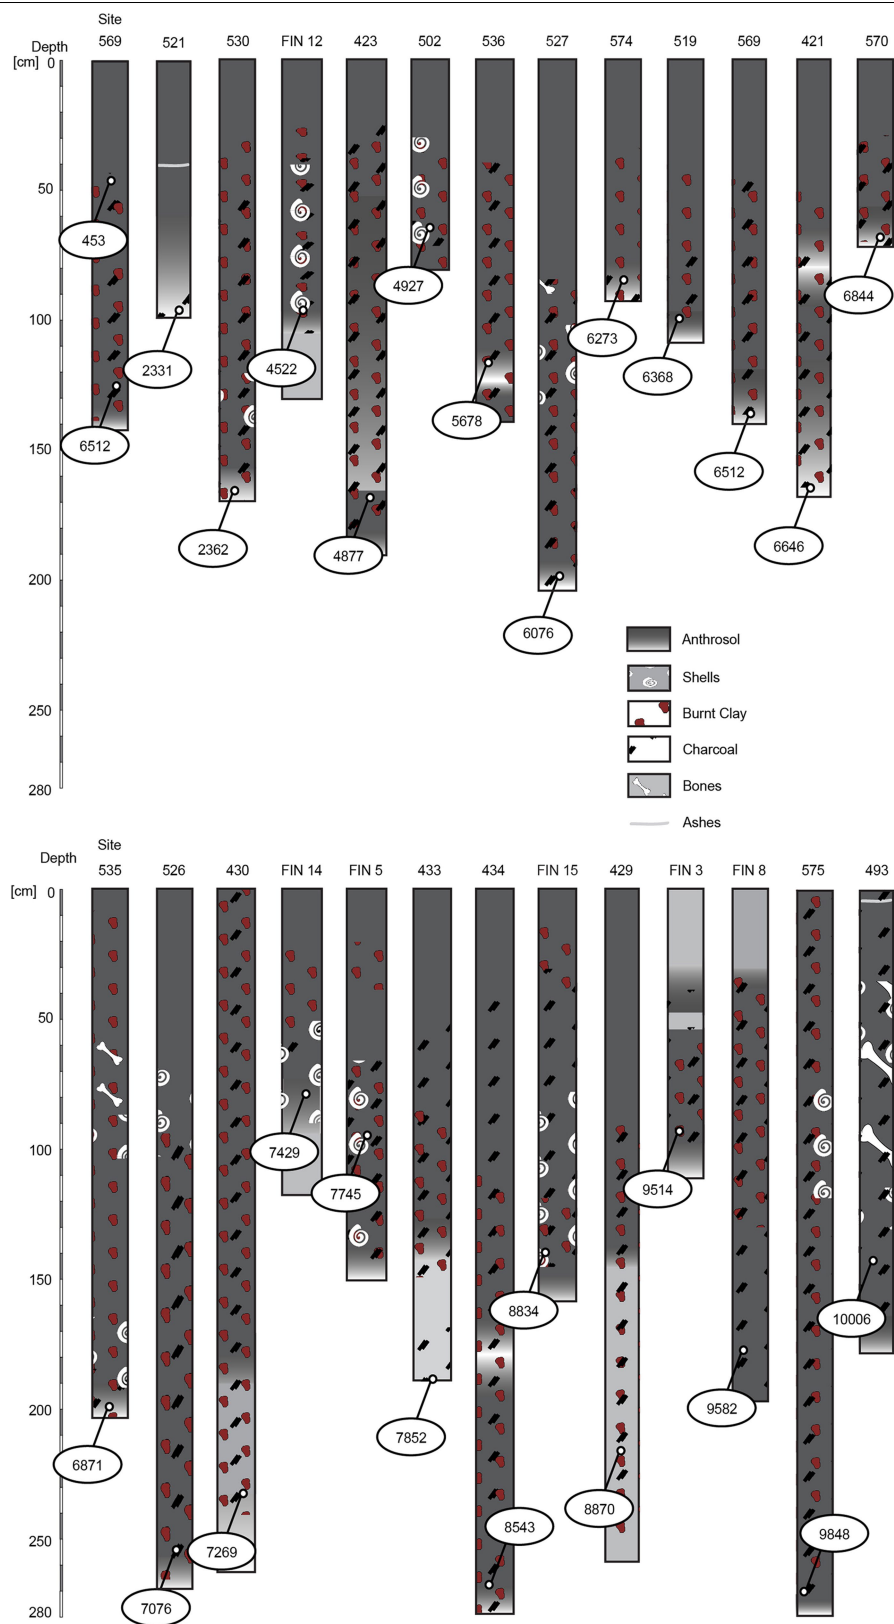 Site
Depth 569 521 530 FIN 12 423 502 536 527 574 519 569 421 570
[cm] 0
50
453
4927
6844
100
6273
2331 4522 6368
5678
150
6512 6512
2362 4877 6646
200
6076
Anthrosol
Shells
250
Burnt Clay
Charcoal
280 Bones
Ashes
Site
Depth 535 526 430 FIN 14 FIN 5 433 434 FIN 15 429 FIN 3 FIN 8 575 493
[cm] 0
50
100
7429
7745 9514
150
8834 10006
200
9582
7852
6871
8870
8543 9848
250
7269
7076
280